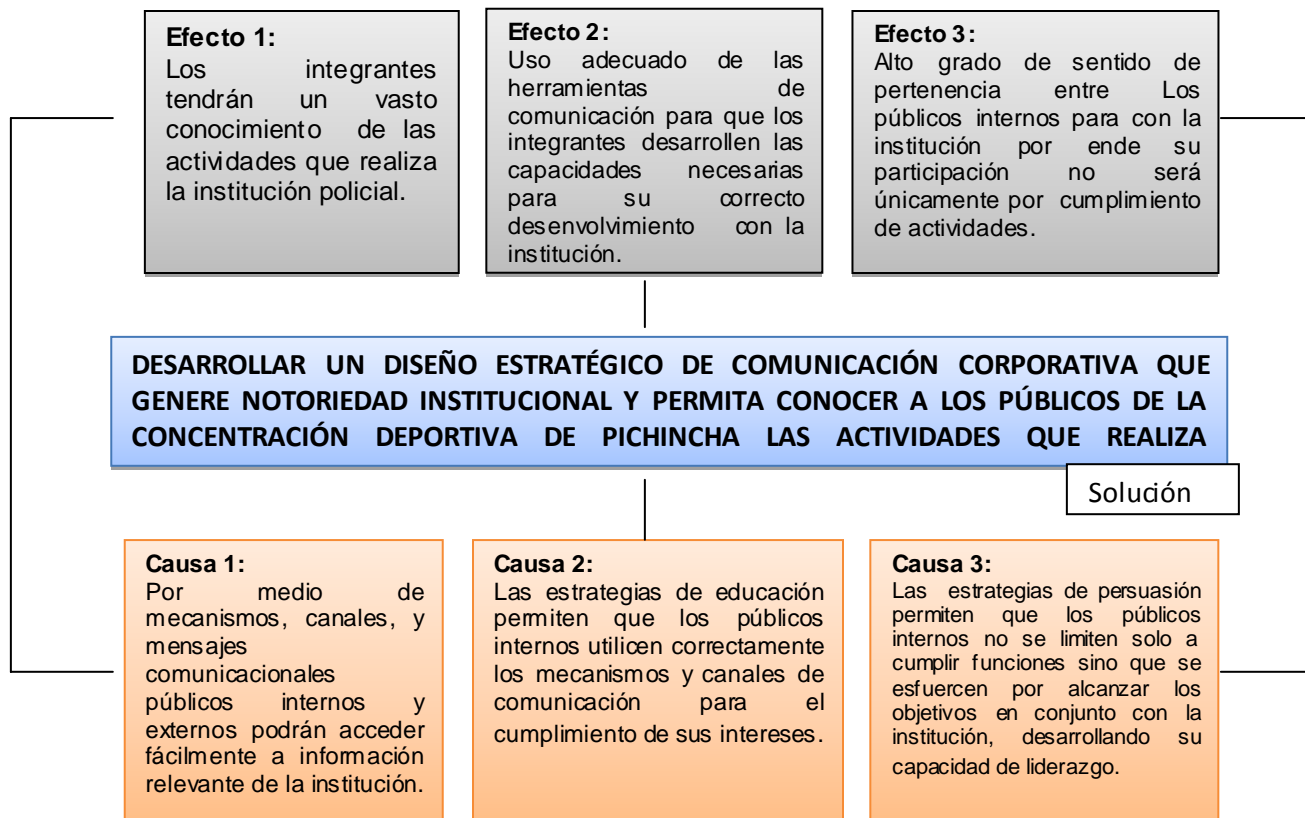 Efecto 1:
Los integrantes
tendrán un vasto
conocimiento de las
actividades que realiza
la institución policial.
Efecto 2:
Uso adecuado de las
herramientas de
comunicación para que los
integrantes desarrollen las
capacidades necesarias
para su correcto
desenvolvimiento con la
institución.
Efecto 3:
Alto grado de sentido de
pertenencia entre Los
públicos internos para con la
institución por ende su
participación no será
únicamente por cumplimiento
de actividades.
DESARROLLAR UN DISEÑO ESTRATÉGICO DE COMUNICACIÓN CORPORATIVA QUE
GENERE NOTORIEDAD INSTITUCIONAL Y PERMITA CONOCER A LOS PÚBLICOS DE LA
CONCENTRACIÓN DEPORTIVA DE PICHINCHA LAS ACTIVIDADES QUE REALIZA
Solución
Causa 1:
Por medio de
mecanismos, canales, y
mensajes
comunicacionales
públicos internos y
externos podrán acceder
fácilmente a información
relevante de la institución.
Causa 2:
Las estrategias de educación
permiten que los públicos
internos utilicen correctamente
los mecanismos y canales de
comunicación para el
cumplimiento de sus intereses.
Causa 3:
Las estrategias de persuasión
permiten que los públicos
internos no se limiten solo a
cumplir funciones sino que se
esfuercen por alcanzar los
objetivos en conjunto con la
institución, desarrollando su
capacidad de liderazgo.